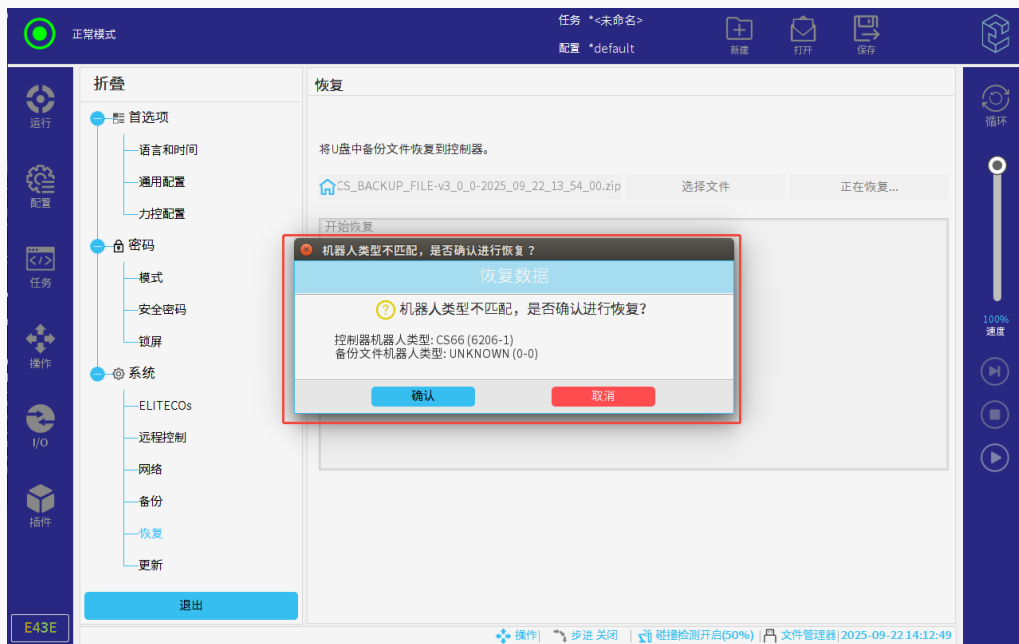 正常模式
任务 *<未命名>
配置 *default
新建
打开
保存
运行
配置
任务
操作
I/O
插件
E43E
折叠
首选项
语言和时间
通用配置
力控配置
密码
模式
安全密码
锁屏
系统
ELITECOs
远程控制
网络
备份
恢复
更新
退出
恢复
将U盘中备份文件恢复到控制器。
CS_BACKUP_FILE-v3_0_0-2025_09_22_13_54_00.zip
选择文件
正在恢复...
开始恢复
机器人类型不匹配，是否确认进行恢复？
恢复数据
机器人类型不匹配，是否确认进行恢复?
控制器机器人类型: CS66 (6206-1)
备份文件机器人类型: UNKNOWN (0-0)
确认
取消
循环
100%
速度
操作| 步进 关闭 | 碰撞检测开启(50%) | 文件管理器|2025-09-22 14:12:49